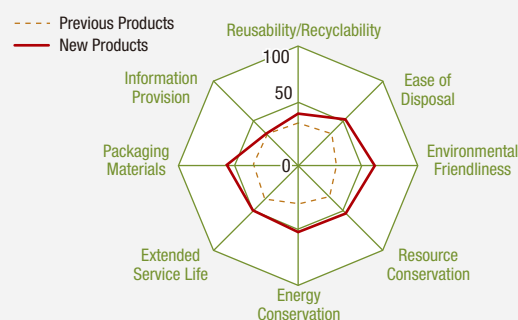 Previous Products
New Products
Reusability/Recyclability
100
50
0
Ease of
Disposal
Environmental
Friendliness
Resource
Conservation
Energy
Conservation
Extended
Service Life
Packaging
Materials
Information
Provision